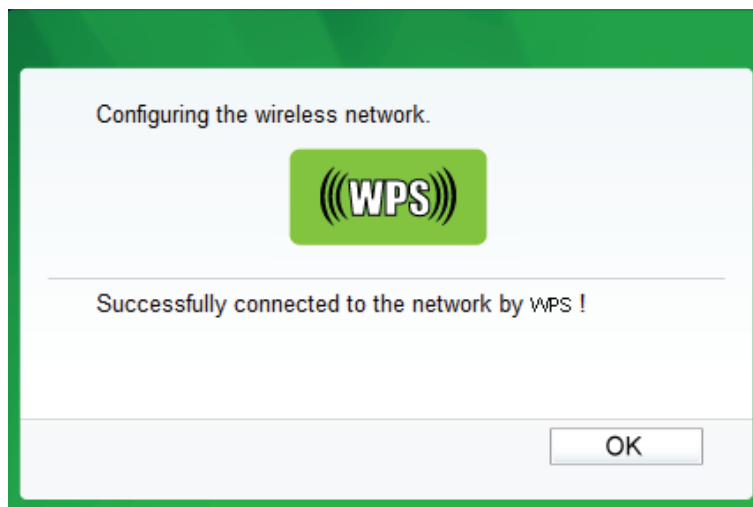 Configuring the wireless network.
(((WPS)))
Successfully connected to the network by WPS !
OK